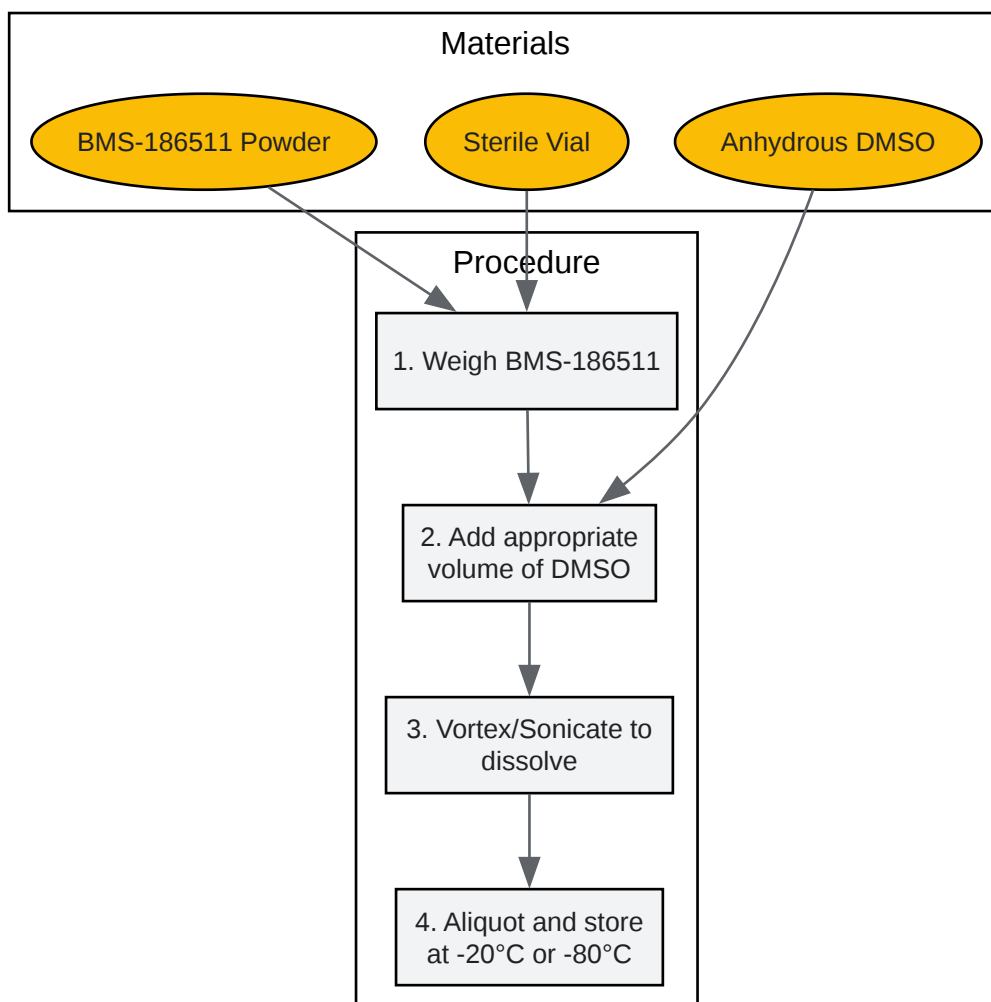 Materials
BMS-186511 Powder
Sterile Vial
Anhydrous DMSO
Procedure
1. Weigh BMS-186511
2. Add appropriate
volume of DMSO
3. Vortex/Sonicate to
dissolve
4. Aliquot and store
at -20°C or -80°C